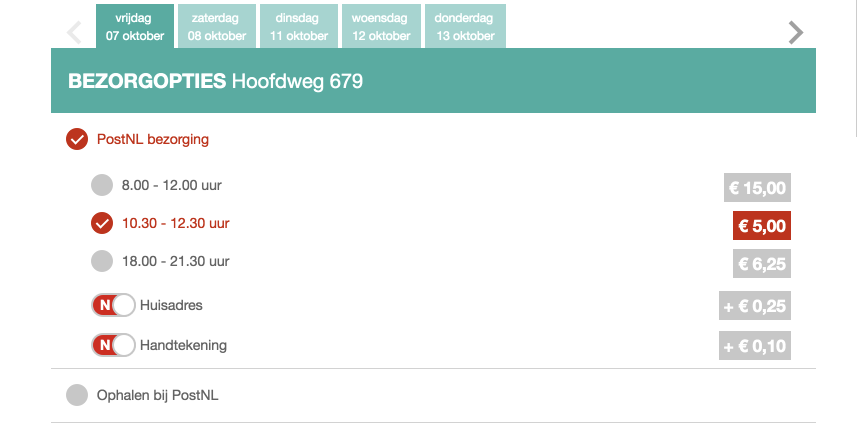 vrijdag zaterdag dinsdag woensdag donderdag
07 oktober 08 oktober 11 oktober 12 oktober 13 oktober
BEZORGOPTIES Hoofdweg 679
PostNL bezorging
8.00 - 12.00 uur € 15,00
10.30 - 12.30 uur € 5,00
18.00 - 21.30 uur € 6,25
N Huisadres + € 0,25
N Handtekening + € 0,10
Ophalen bij PostNL